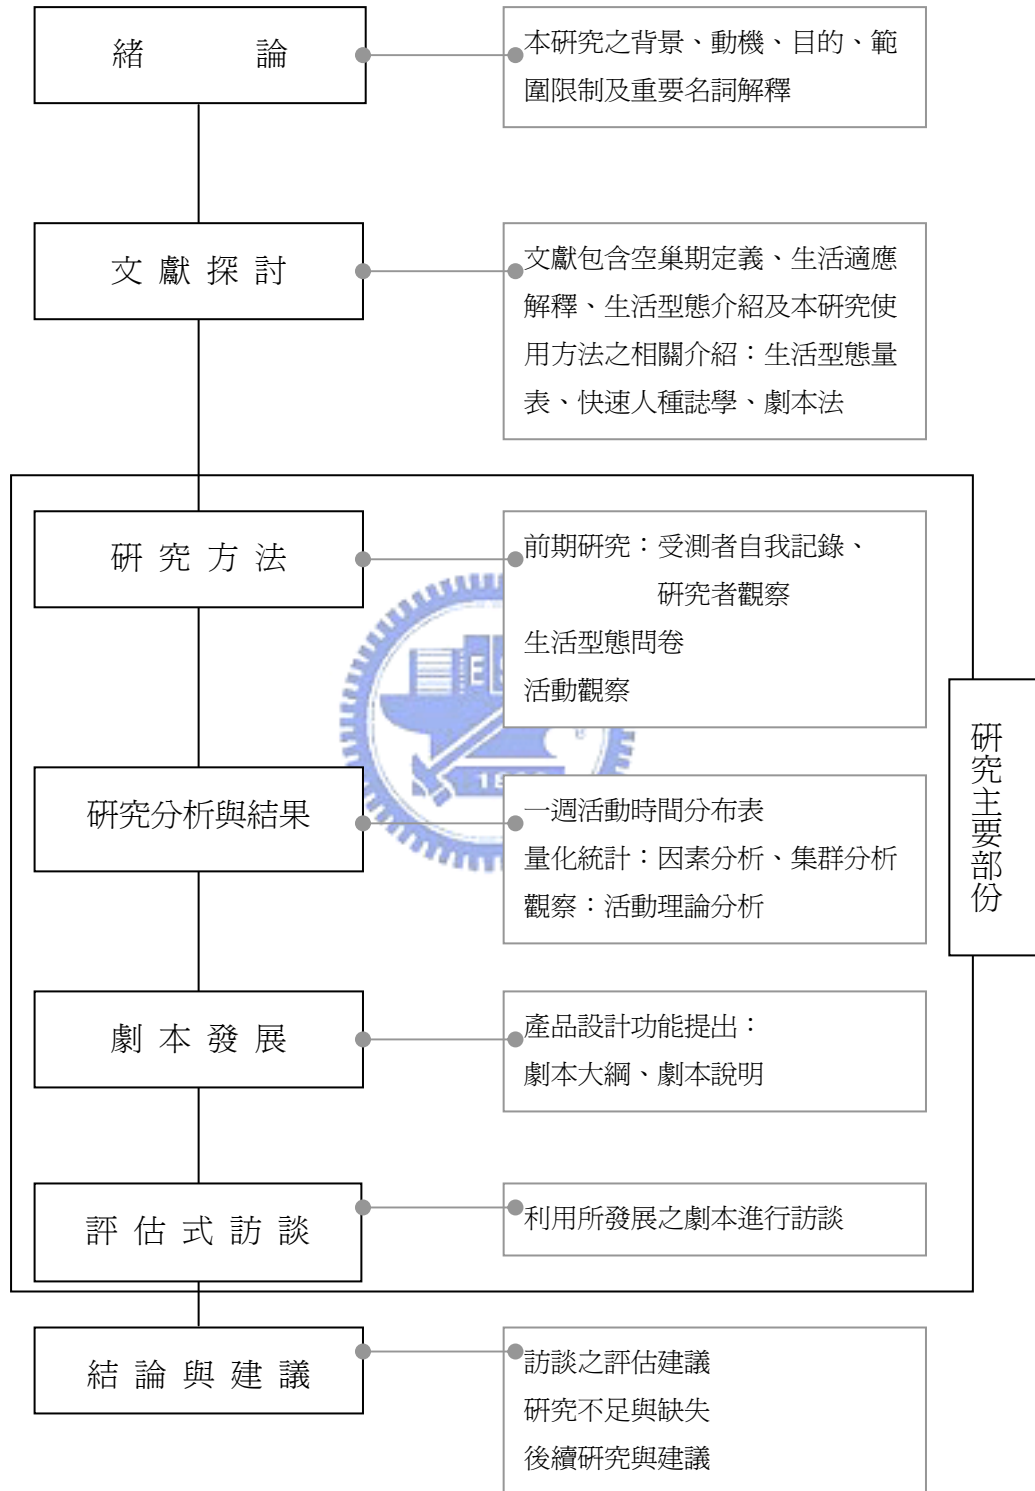 緒論
本研究之背景、動機、目的、範
圍限制及重要名詞解釋
文獻探討
文獻包含空巢期定義、生活適應
解釋、生活型態介紹及本研究使
用方法之相關介紹：生活型態量
表、快速人種誌學、劇本法
研究方法
前期研究：受測者自我記錄、
研究者觀察
生活型態問卷
活動觀察
研究分析與結果
一週活動時間分布表
量化統計：因素分析、集群分析
觀察：活動理論分析
研究主要部份
劇本發展
產品設計功能提出：
劇本大綱、劇本說明
評估式訪談
利用所發展之劇本進行訪談
結論與建議
訪談之評估建議
研究不足與缺失
後續研究與建議